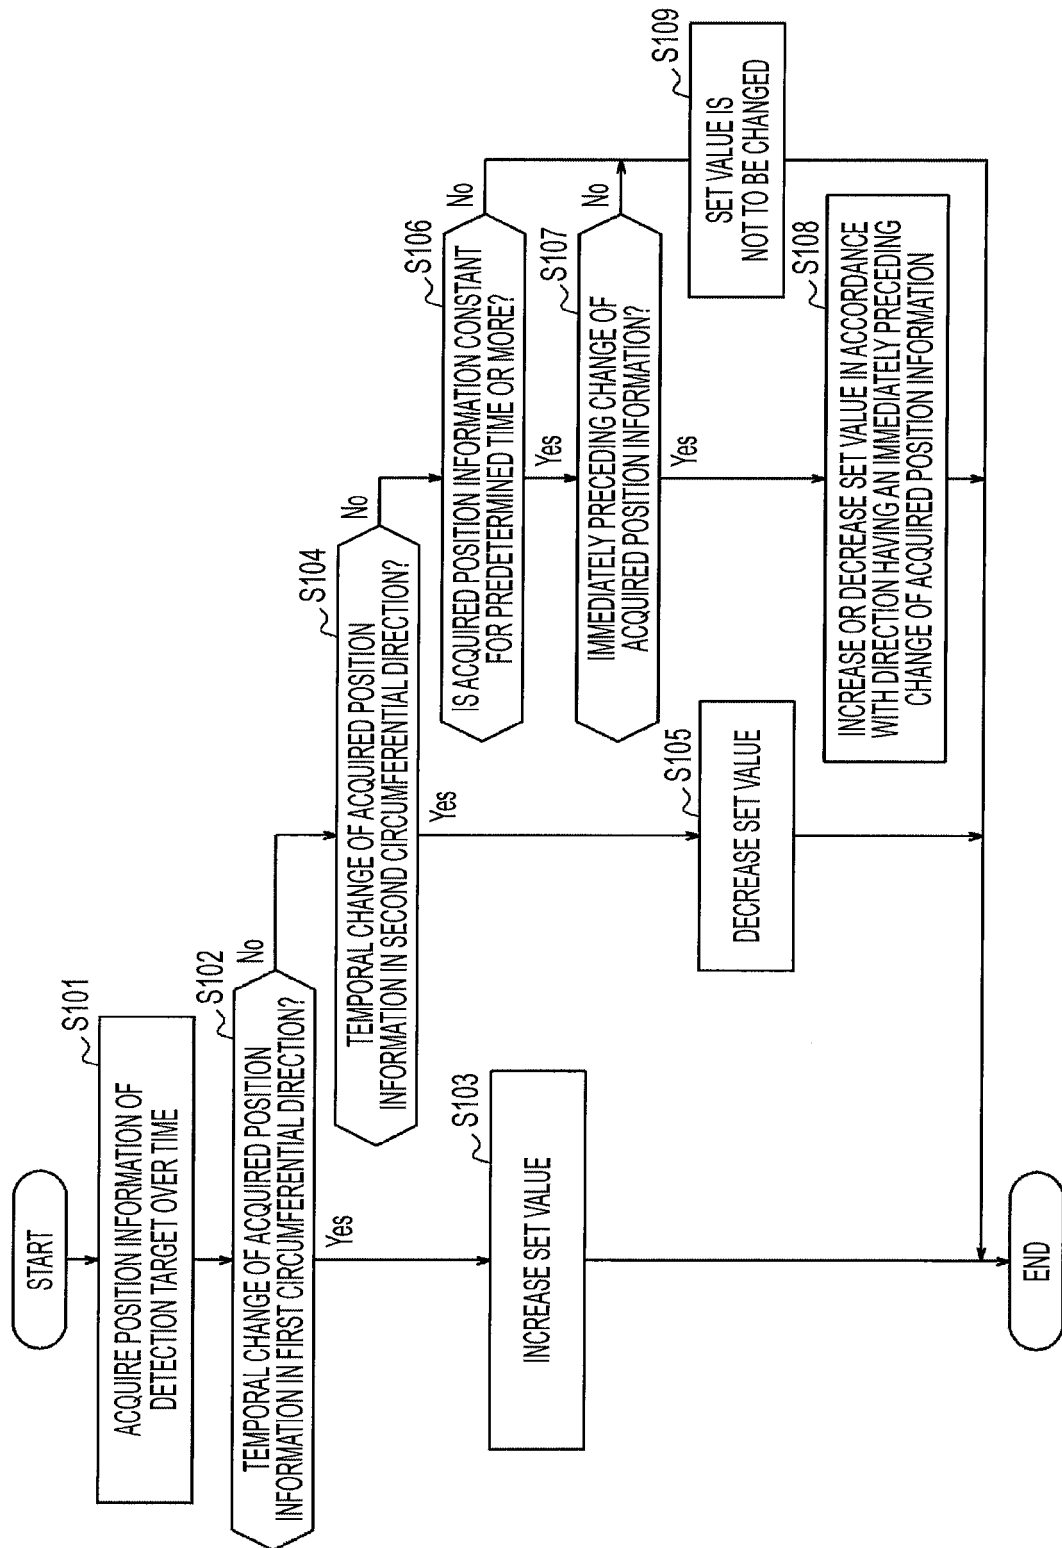 START
S101
ACQUIRE POSITION INFORMATION OF
DETECTION TARGET OVER TIME
S102
TEMPORAL CHANGE OF ACQUIRED POSITION
INFORMATION IN FIRST CIRCUMFERENTIAL DIRECTION?
No
Yes
S103
INCREASE SET VALUE
S104
TEMPORAL CHANGE OF ACQUIRED POSITION
INFORMATION IN SECOND CIRCUMFERENTIAL DIRECTION?
No
Yes
S105
DECREASE SET VALUE
S106
IS ACQUIRED POSITION INFORMATION CONSTANT
FOR PREDETERMINED TIME OR MORE?
No
Yes
S107
IMMEDIATELY PRECEDING CHANGE OF
ACQUIRED POSITION INFORMATION?
No
Yes
S108
INCREASE OR DECREASE SET VALUE IN ACCORDANCE
WITH DIRECTION HAVING AN IMMEDIATELY PRECEDING
CHANGE OF ACQUIRED POSITION INFORMATION
S109
SET VALUE IS
NOT TO BE CHANGED
END